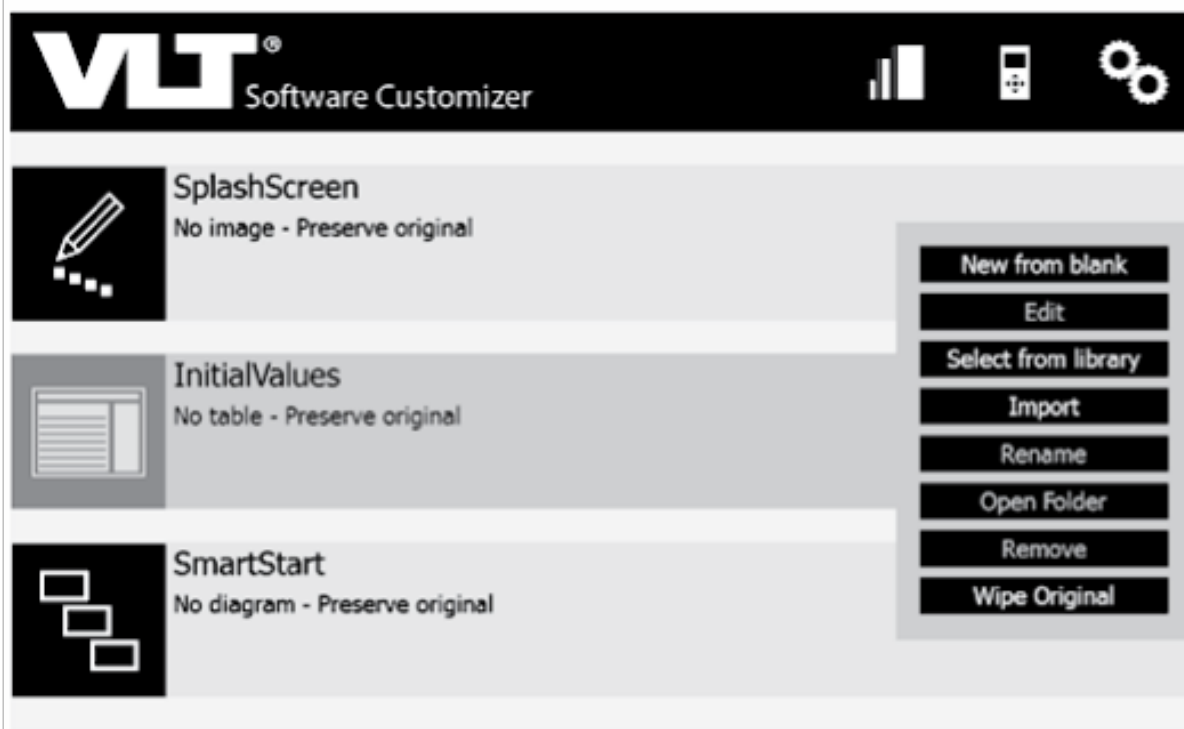 VLT®
Software Customizer
SplashScreen
No image - Preserve original
InitialValues
No table - Preserve original
New from blank
Edit
Select from library
Import
Rename
Open Folder
Remove
Wipe Original
SmartStart
No diagram - Preserve original